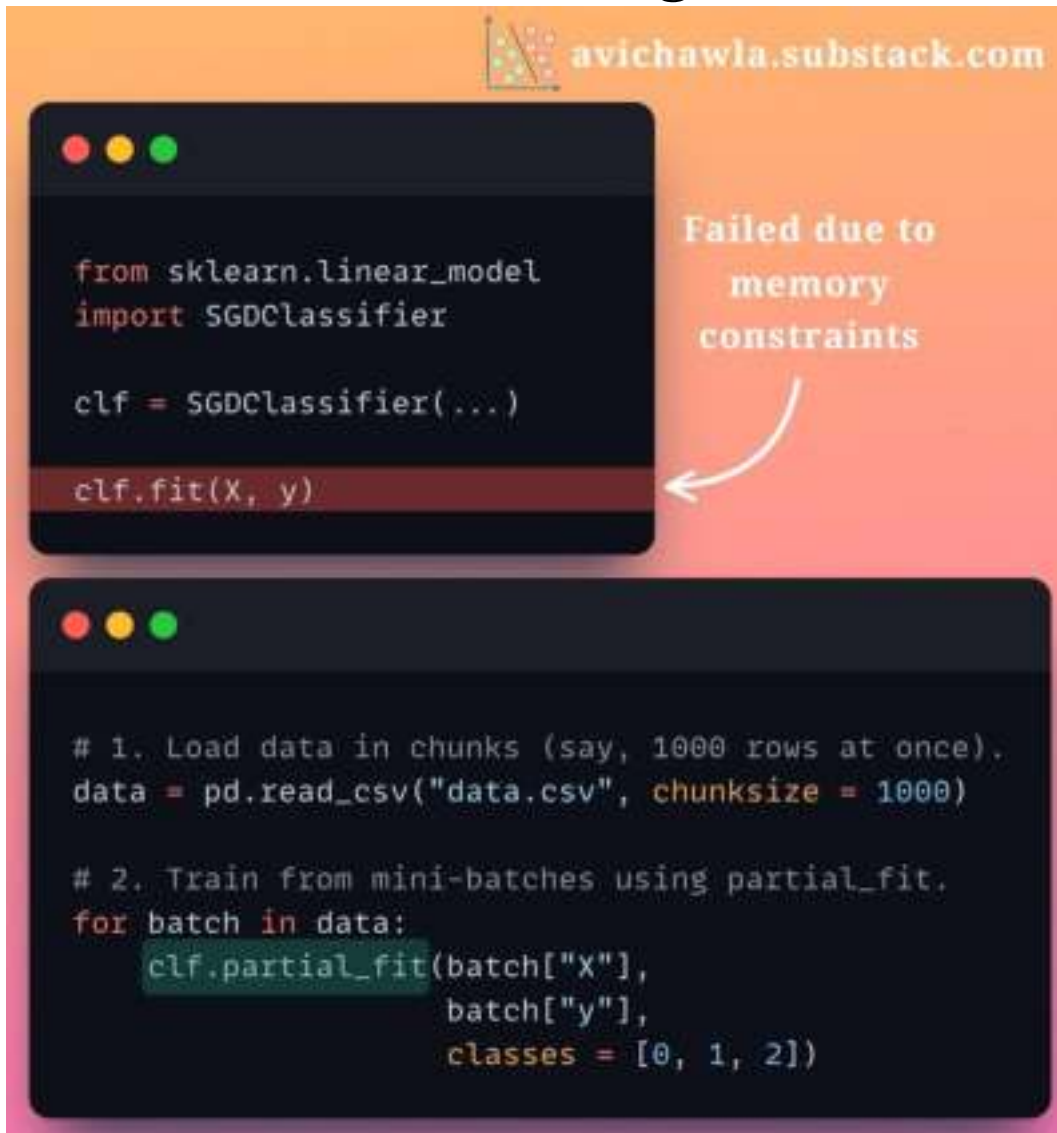 avichawla.substack.com
from sklearn.linear_model
import SGDClassifier
clf = SGDClassifier(...)
clf.fit(X, y)
Failed due to
memory
constraints
# 1. Load data in chunks (say, 1000 rows at once).
data = pd.read_csv("data.csv", chunksize = 1000)
# 2. Train from mini-batches using partial_fit.
for batch in data:
    clf.partial_fit(batch["X"],
                    batch["y"],
                    classes = [0, 1, 2])